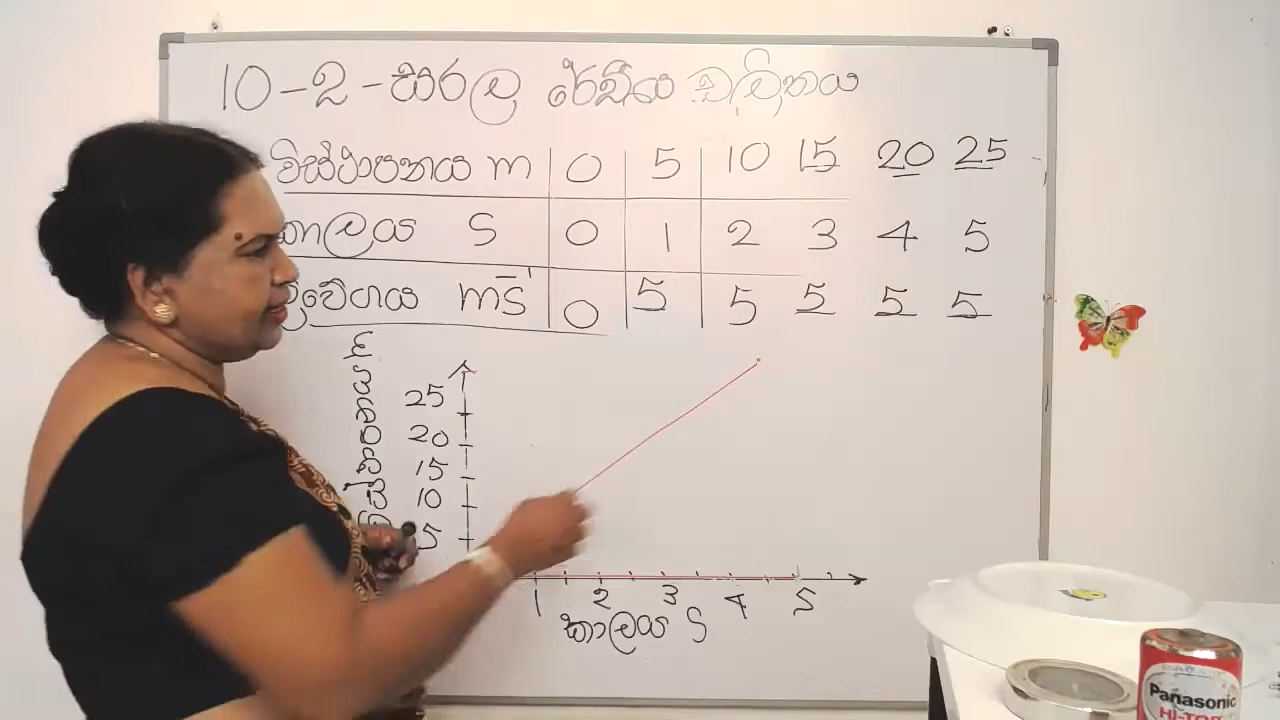 10 - 2 - සරල රේඛීය චලිතය
විස්ථාපනය m 0 5 10 15 20 25
කාලය S 0 1 2 3 4 5
ප්‍රවේගය ms⁻¹ 0 5 5 5 5 5
25
20
15
10
5
1 2 3 4 5
කාලය S
Panasonic